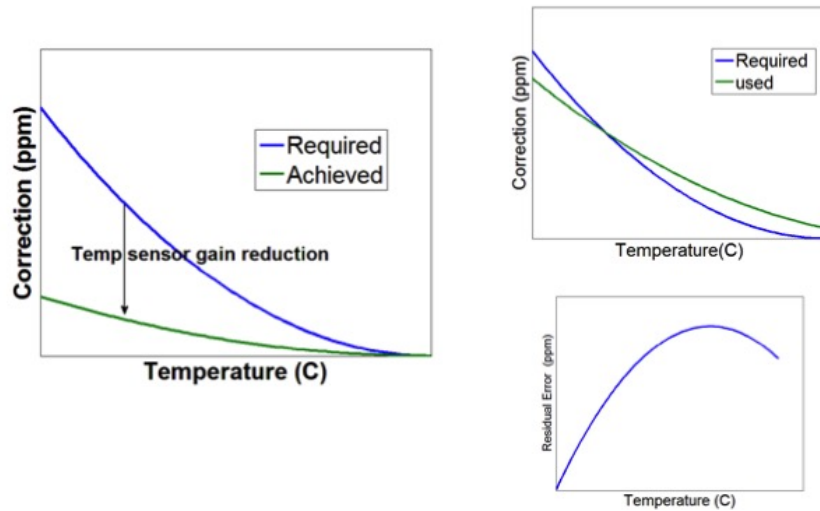 Correction (ppm)
Required
Achieved
Temp sensor gain reduction
Temperature (C)
Correction (ppm)
Required
used
Temperature(C)
Residual Error (ppm)
Temperature (C)